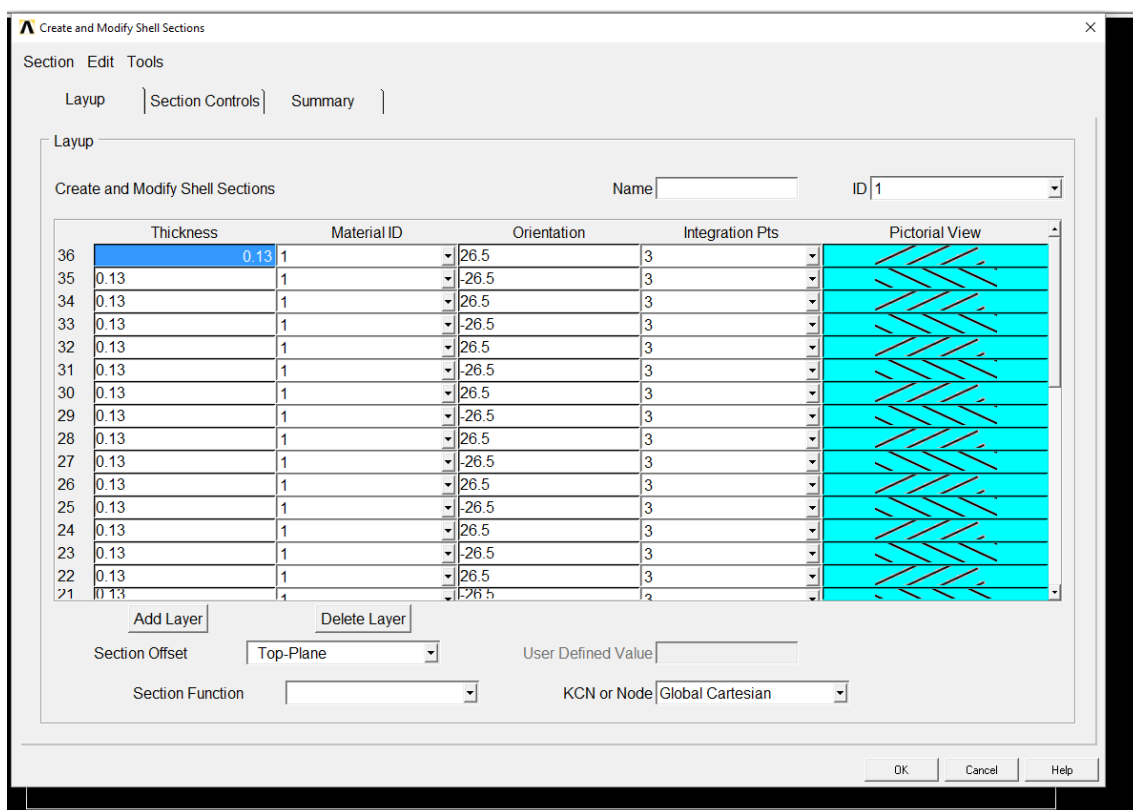 Create and Modify Shell Sections
Section Edit Tools
Layup Section Controls Summary
Layup
Create and Modify Shell Sections Name ID 1
Thickness Material ID Orientation Integration Pts Pictorial View
36 0.13 1 26.5 3
35 0.13 1 -26.5 3
34 0.13 1 26.5 3
33 0.13 1 -26.5 3
32 0.13 1 26.5 3
31 0.13 1 -26.5 3
30 0.13 1 26.5 3
29 0.13 1 -26.5 3
28 0.13 1 26.5 3
27 0.13 1 -26.5 3
26 0.13 1 26.5 3
25 0.13 1 -26.5 3
24 0.13 1 26.5 3
23 0.13 1 -26.5 3
22 0.13 1 26.5 3
21 0.13 1 -26.5 3
Add Layer Delete Layer
Section Offset Top-Plane User Defined Value
Section Function KCN or Node Global Cartesian
OK Cancel Help